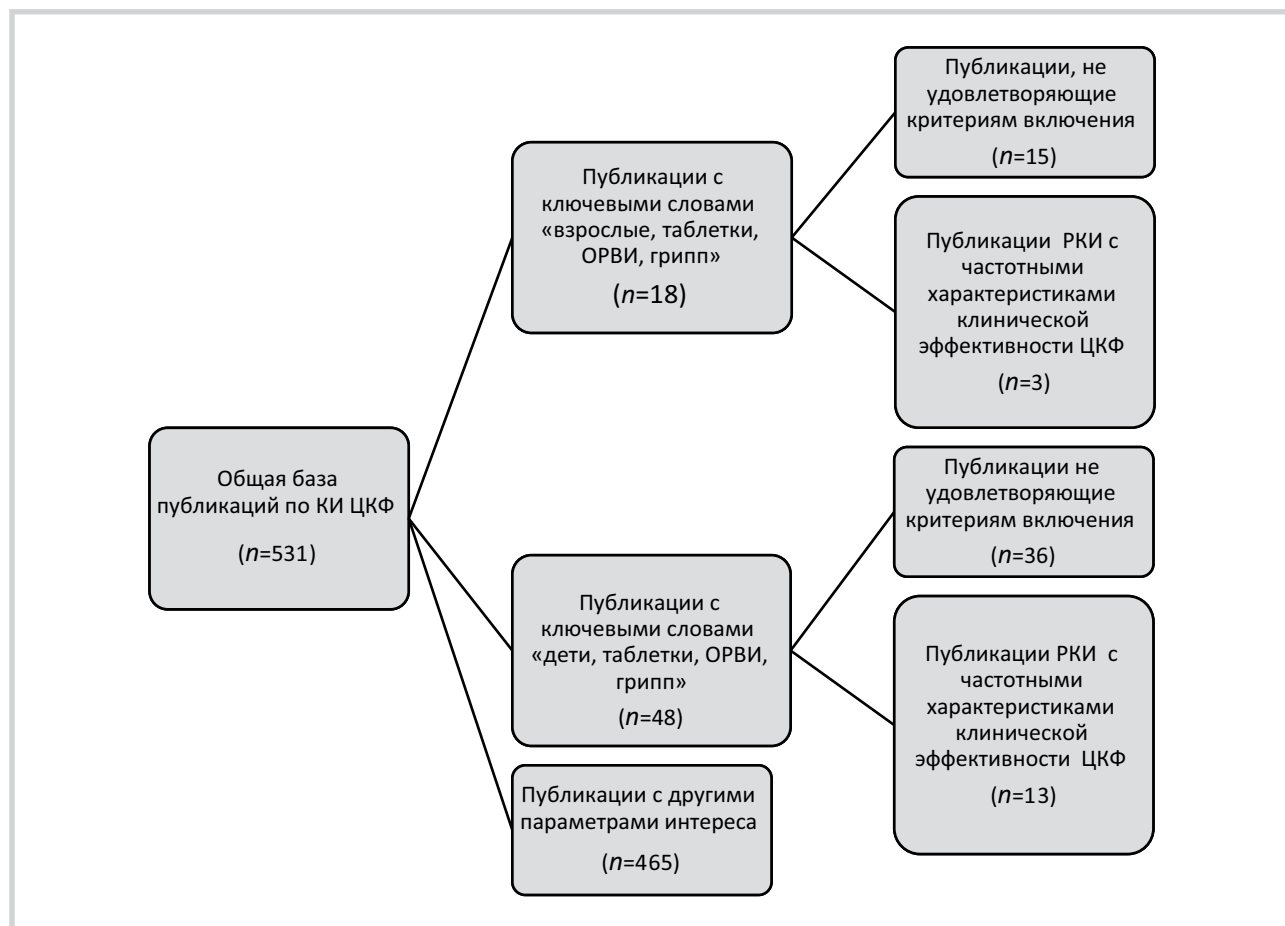 Общая база
публикаций по КИ ЦКФ
(n=531)
Публикации с
ключевыми словами
«взрослые, таблетки,
ОРВИ, грипп»
(n=18)
Публикации, не
удовлетворяющие
критериям включения
(n=15)
Публикации РКИ с
частотными
характеристиками
клинической
эффективности ЦКФ
(n=3)
Публикации с
ключевыми словами
«дети, таблетки, ОРВИ,
грипп»
(n=48)
Публикации не
удовлетворяющие
критериям включения
(n=36)
Публикации РКИ с
частотными
характеристиками
клинической
эффективности ЦКФ
(n=13)
Публикации с другими
параметрами интереса
(n=465)